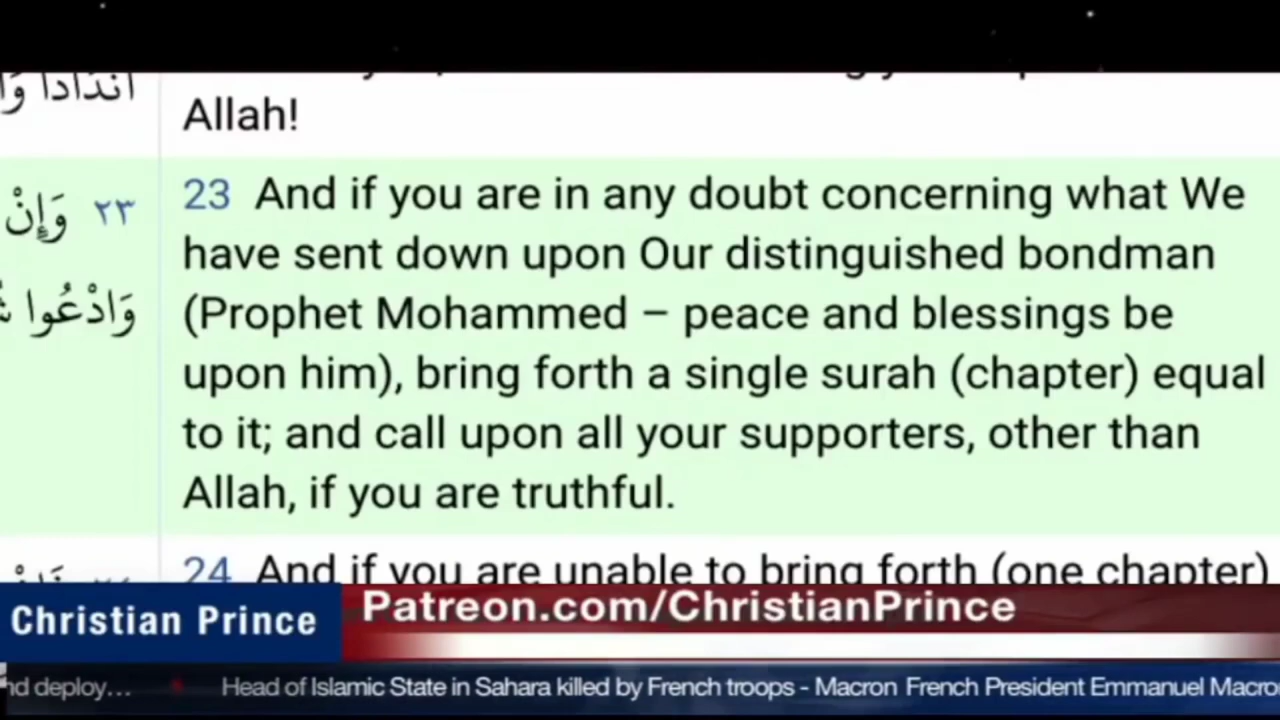 أندادا
Allah!
23 And if you are in any doubt concerning what We
٢٣ وَإِنْ
have sent down upon Our distinguished bondman
وَادْعُوا
(Prophet Mohammed – peace and blessings be
upon him), bring forth a single surah (chapter) equal
to it; and call upon all your supporters, other than
Allah, if you are truthful.
24 And if you are unable to bring forth (one chapter)
Christian Prince
Patreon.com/ChristianPrince
deploy... Head of Islamic State in Sahara killed by French troops - Macron French President Emmanuel